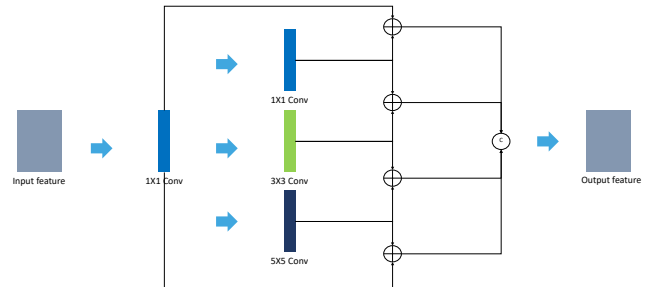 1X1 Conv
C
Input feature
1X1 Conv
3X3 Conv
Output feature
5X5 Conv